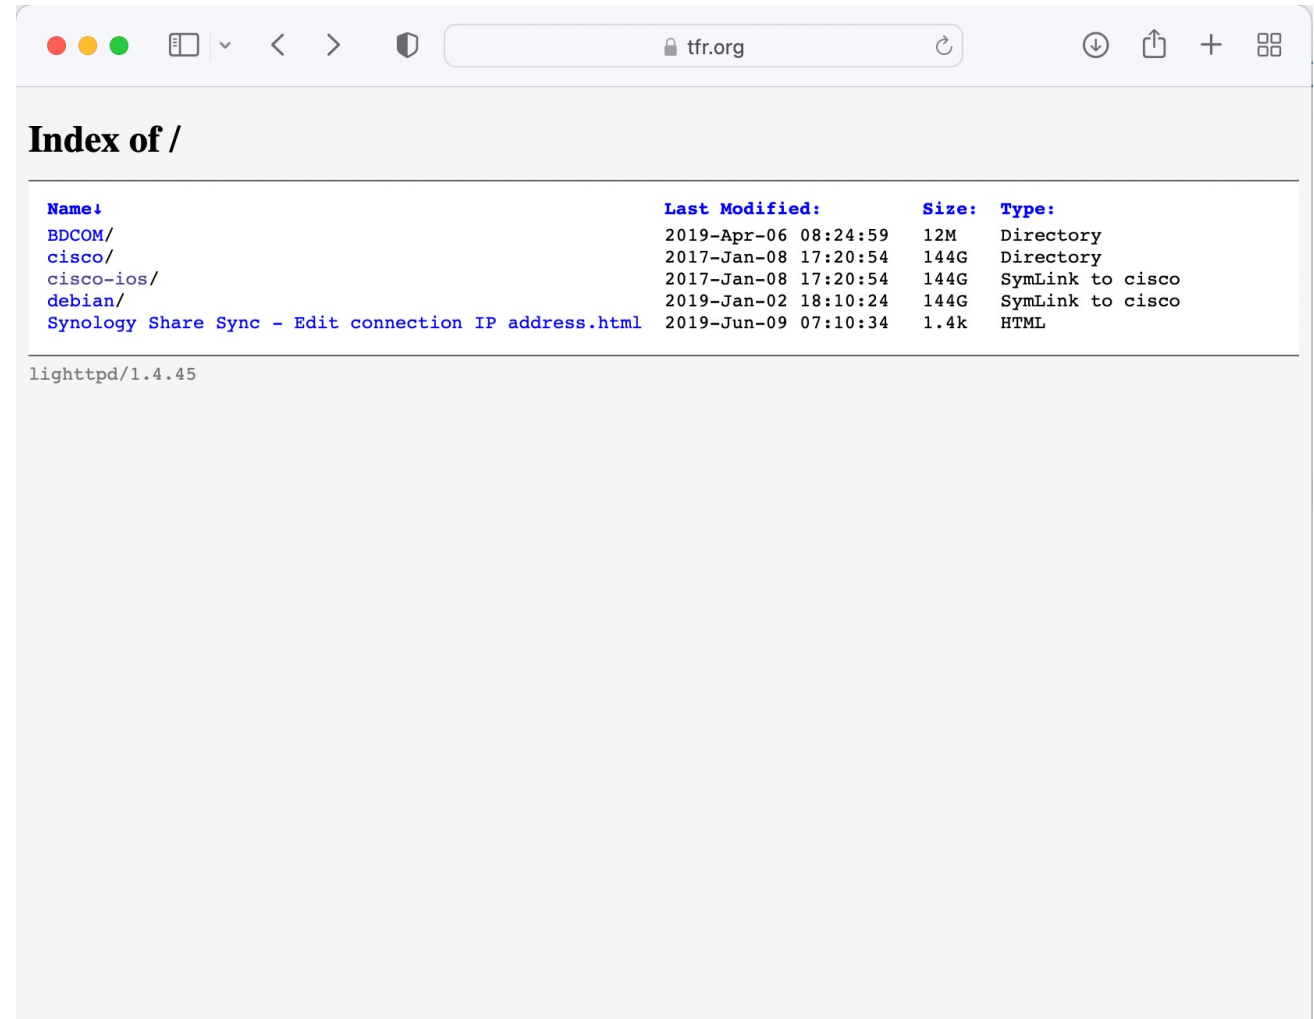 tfr.org
Index of /
Name↓ Last Modified: Size: Type:
BDCOM/ 2019-Apr-06 08:24:59 12M Directory
cisco/ 2017-Jan-08 17:20:54 144G Directory
cisco-ios/ 2017-Jan-08 17:20:54 144G SymLink to cisco
debian/ 2019-Jan-02 18:10:24 144G SymLink to cisco
Synology Share Sync - Edit connection IP address.html 2019-Jun-09 07:10:34 1.4k HTML
lighttpd/1.4.45